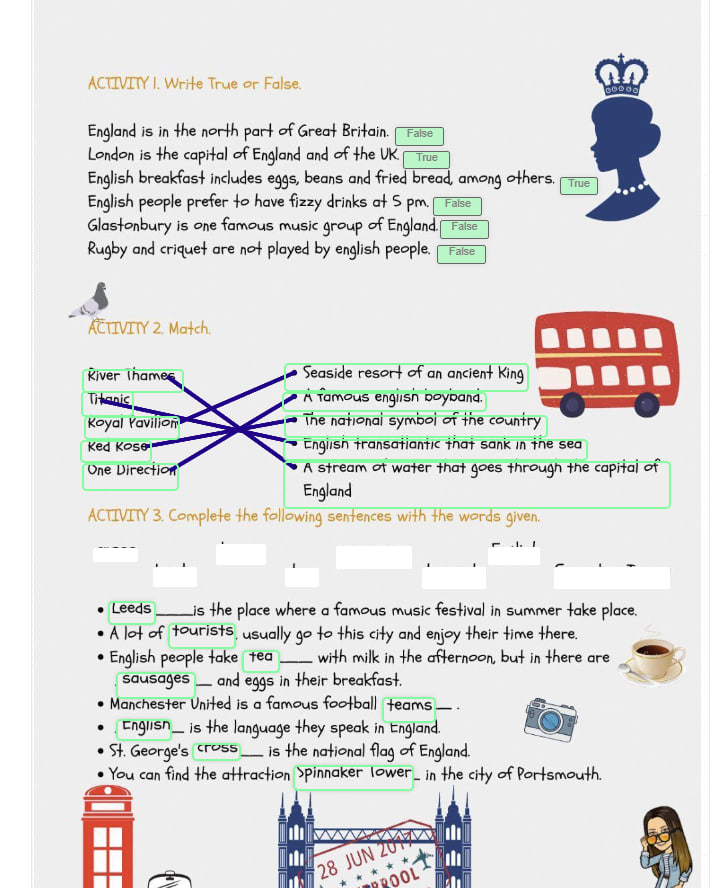 ACTIVITY 1. Write True or False.
England is in the north part of Great Britain. False
London is the capital of England and of the UK. True
English breakfast includes eggs, beans and fried bread, among others. True
English people prefer to have fizzy drinks at 5 pm. False
Glastonbury is one famous music group of England. False
Rugby and criquet are not played by english people. False
ACTIVITY 2. Match.
River Thames Seaside resort of an ancient King
Titanic A famous english boyband.
Royal Pavilion The national symbol of the country
Red Rose English transatlantic that sank in the sea
One Direction A stream of water that goes through the capital of
England
ACTIVITY 3. Complete the following sentences with the words given.
• Leeds ____is the place where a famous music festival in summer take place.
• A lot of tourists usually go to this city and enjoy their time there.
• English people take tea ____ with milk in the afternoon, but in there are
sausages __ and eggs in their breakfast.
• Manchester United is a famous football teams__ .
• English__ is the language they speak in England.
• St. George's cross___ is the national flag of England.
• You can find the attraction Spinnaker Tower_ in the city of Portsmouth.
28 JUN 2017